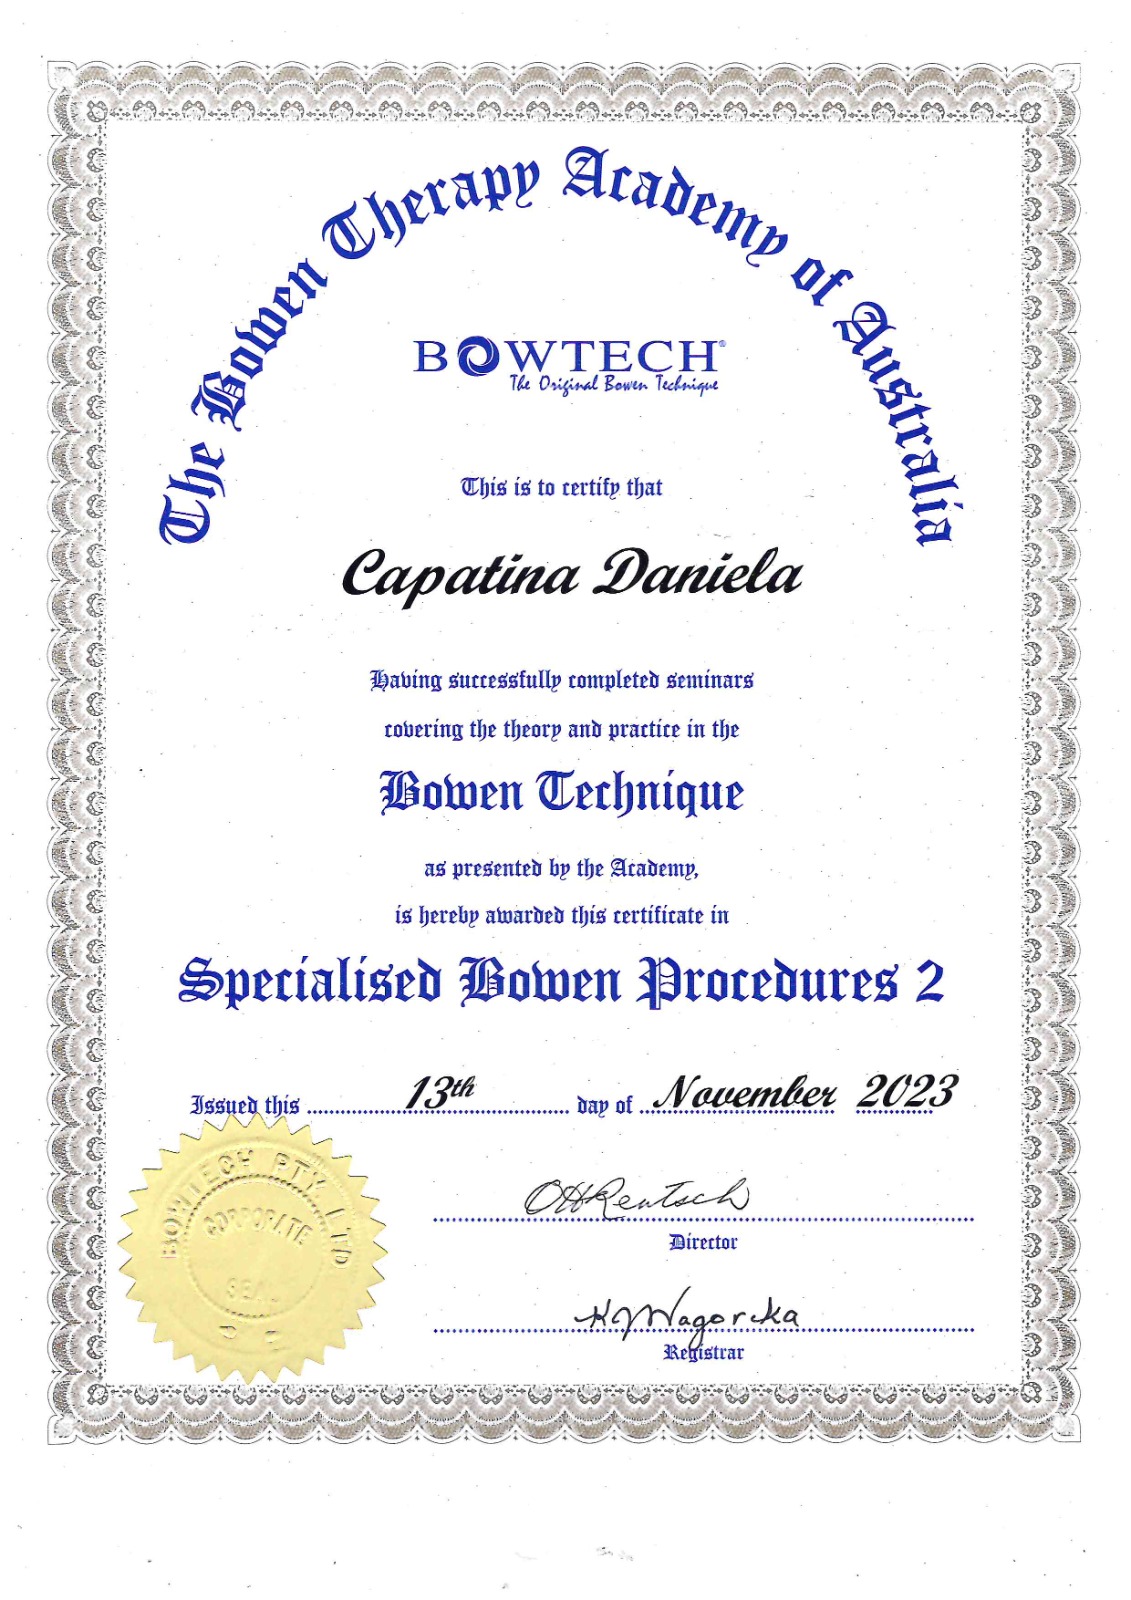 The Bowen Therapy Academy of Australia
BOWTECH®
The Original Bowen Technique
This is to certify that
Capatina Daniela
Having successfully completed seminars
covering the theory and practice in the
Bowen Technique
as presented by the Academy,
is hereby awarded this certificate in
Specialised Bowen Procedures 2
Issued this 13th day of November 2023
BOWTECH PTY LTD
CORPORATE
SEAL
OHRentsch
Director
KJWagorcka
Registrar